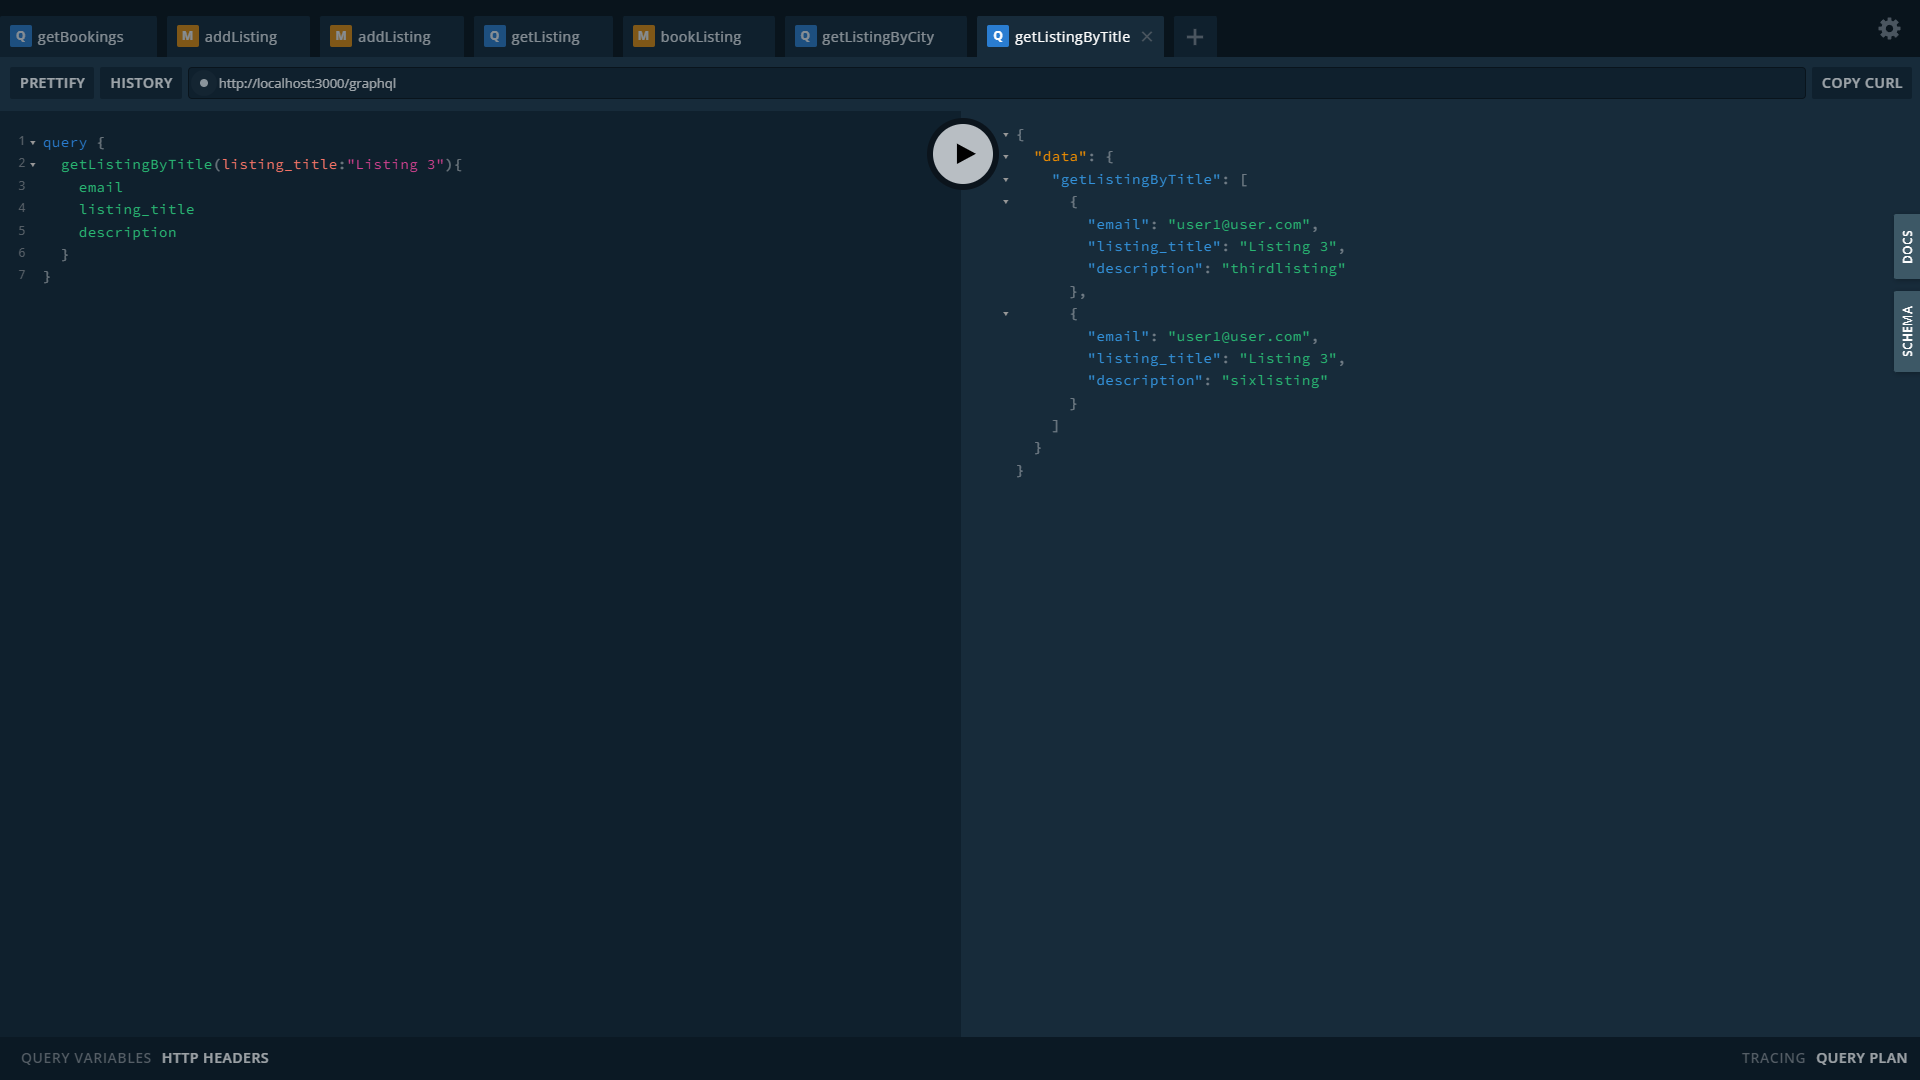 Q getBookings M addListing M addListing Q getListing M bookListing Q getListingByCity Q getListingByTitle
PRETTIFY HISTORY http://localhost:3000/graphql COPY CURL
1 query {
2 getListingByTitle(listing_title:"Listing 3"){
3 email
4 listing_title
5 description
6 }
7 }
{
"data": {
"getListingByTitle": [
{
"email": "user1@user.com",
"listing_title": "Listing 3",
"description": "thirdlisting"
},
{
"email": "user1@user.com",
"listing_title": "Listing 3",
"description": "sixlisting"
}
]
}
}
DOCS
SCHEMA
QUERY VARIABLES HTTP HEADERS TRACING QUERY PLAN